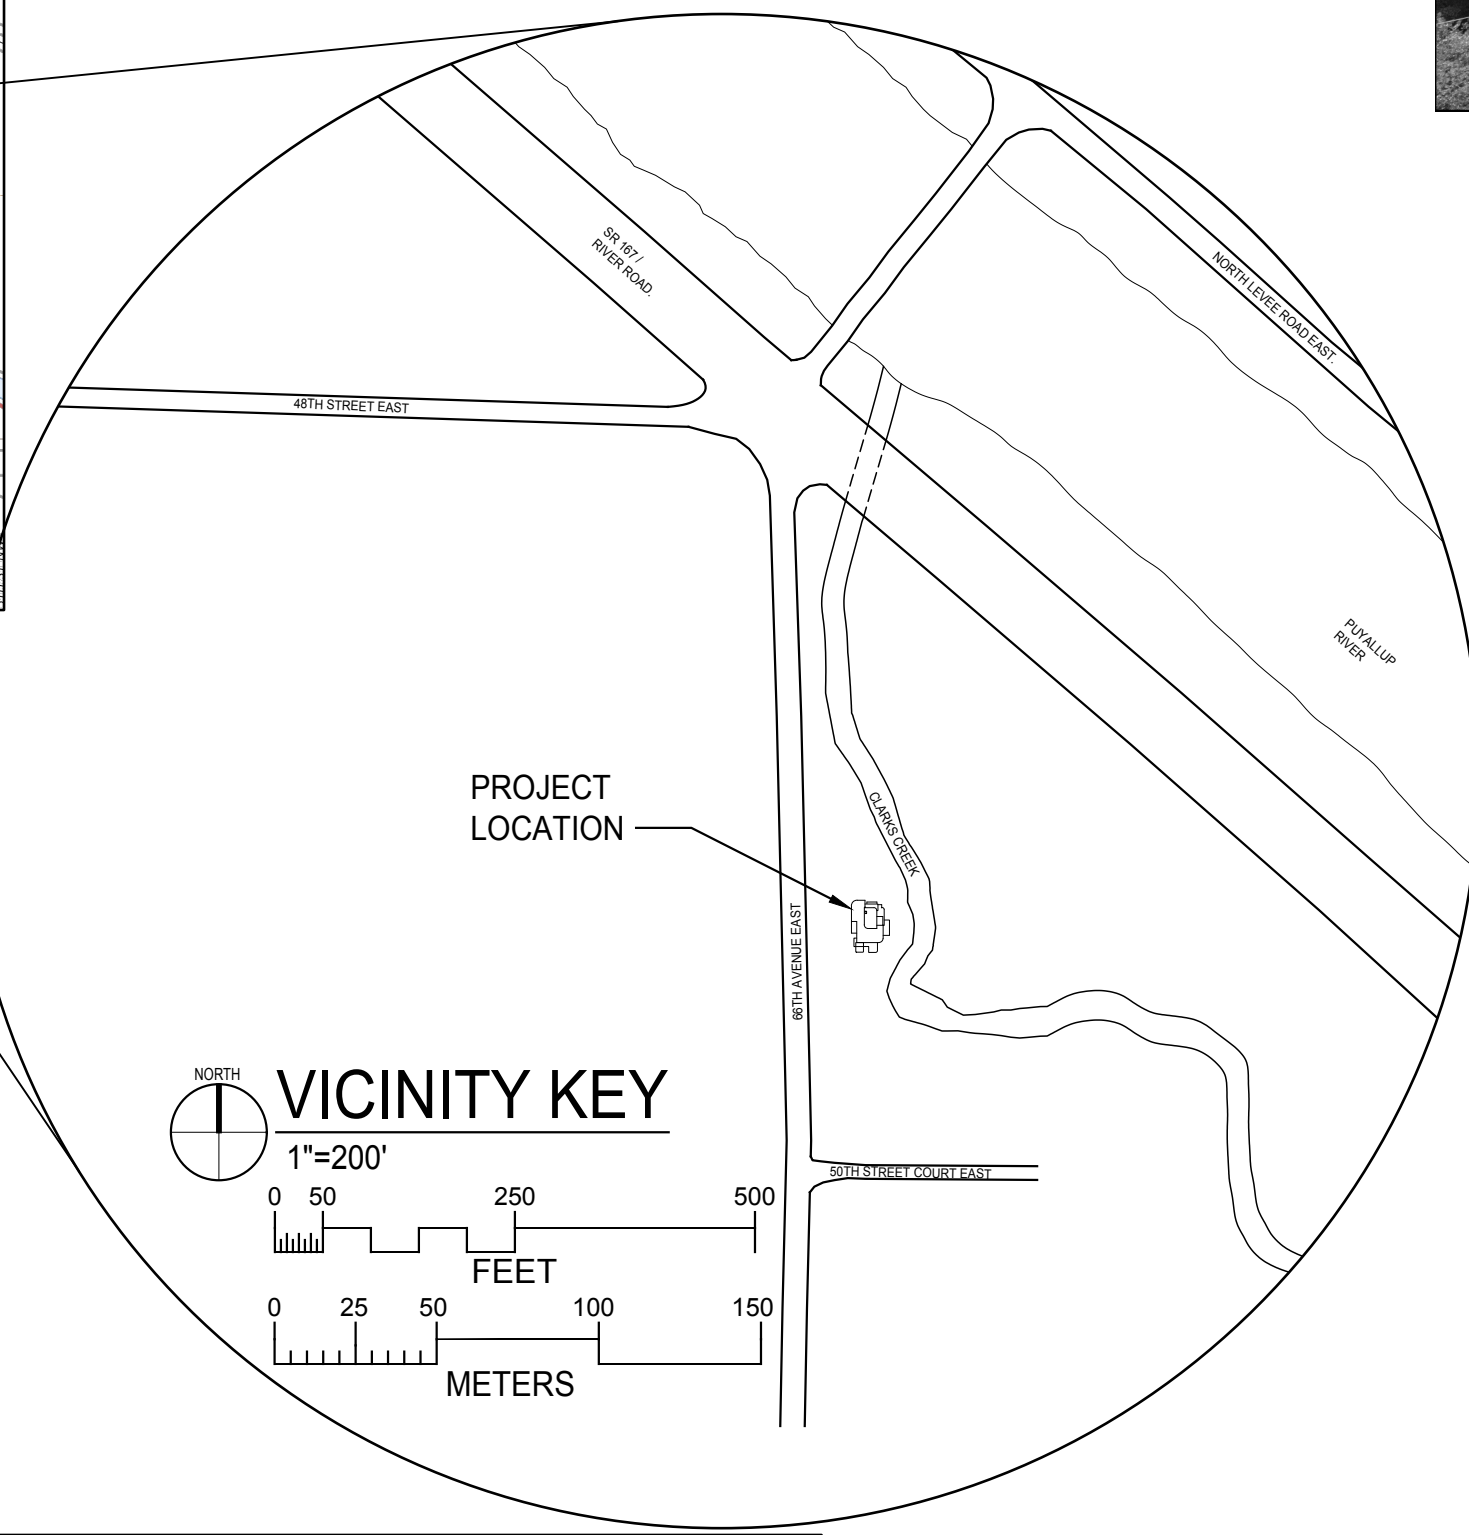 SR 167 /
RIVER ROAD.
NORTH LEVEE ROAD EAST.
48TH STREET EAST
PUYALLUP
RIVER
PROJECT
LOCATION
CLARKS CREEK
66TH AVENUE EAST
NORTH
VICINITY KEY
1"=200'
50TH STREET COURT EAST
0 50 250 500
FEET
0 25 50 100 150
METERS